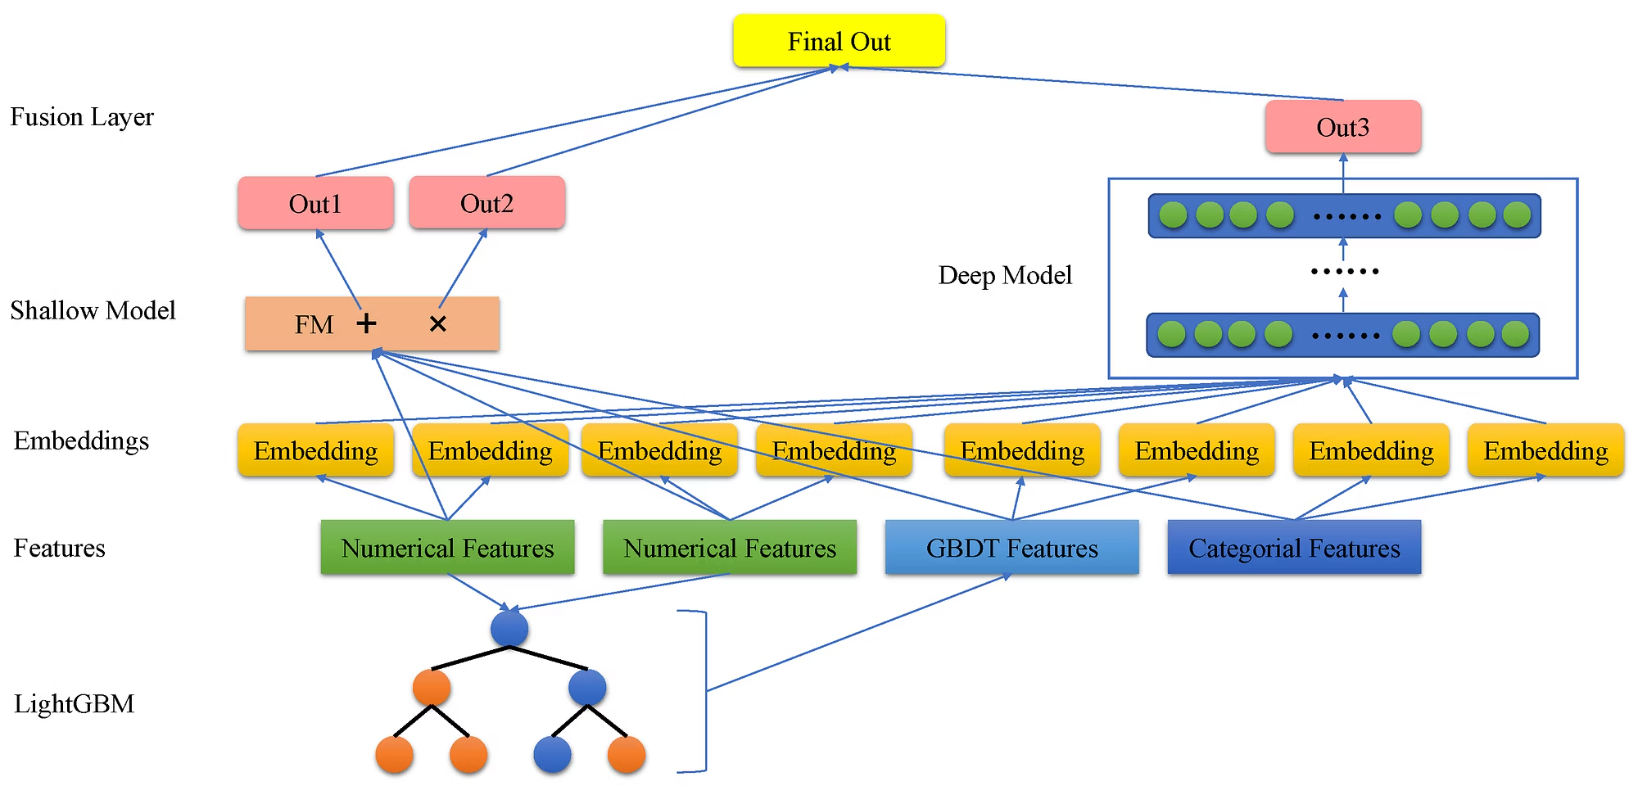 Final Out
Fusion Layer
Out3
Out1
Out2
Deep Model
Shallow Model
FM + ×
Embeddings
Embedding Embedding Embedding Embedding Embedding Embedding Embedding Embedding
Features
Numerical Features
Numerical Features
GBDT Features
Categorial Features
LightGBM